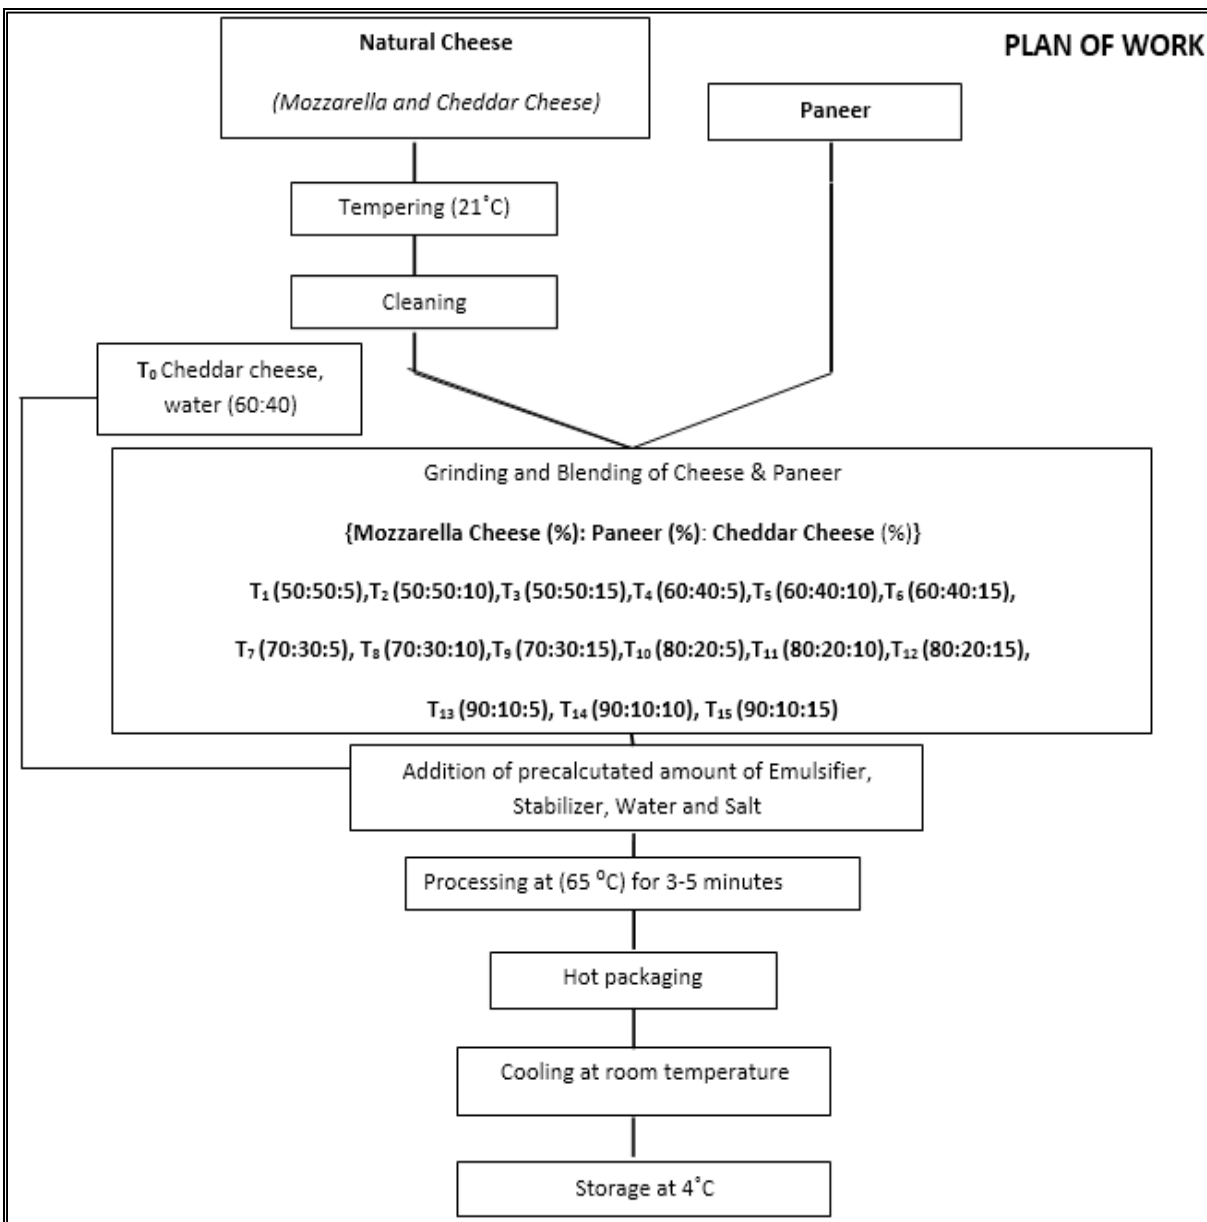 PLAN OF WORK
Natural Cheese
(Mozzarella and Cheddar Cheese)
Paneer
Tempering (21˚C)
Cleaning
T₀ Cheddar cheese,
water (60:40)
Grinding and Blending of Cheese & Paneer
{Mozzarella Cheese (%): Paneer (%): Cheddar Cheese (%)}
T₁ (50:50:5),T₂ (50:50:10),T₃ (50:50:15),T₄ (60:40:5),T₅ (60:40:10),T₆ (60:40:15),
T₇ (70:30:5), T₈ (70:30:10),T₉ (70:30:15),T₁₀ (80:20:5),T₁₁ (80:20:10),T₁₂ (80:20:15),
T₁₃ (90:10:5), T₁₄ (90:10:10), T₁₅ (90:10:15)
Addition of precalcutated amount of Emulsifier,
Stabilizer, Water and Salt
Processing at (65 ⁰C) for 3-5 minutes
Hot packaging
Cooling at room temperature
Storage at 4˚C